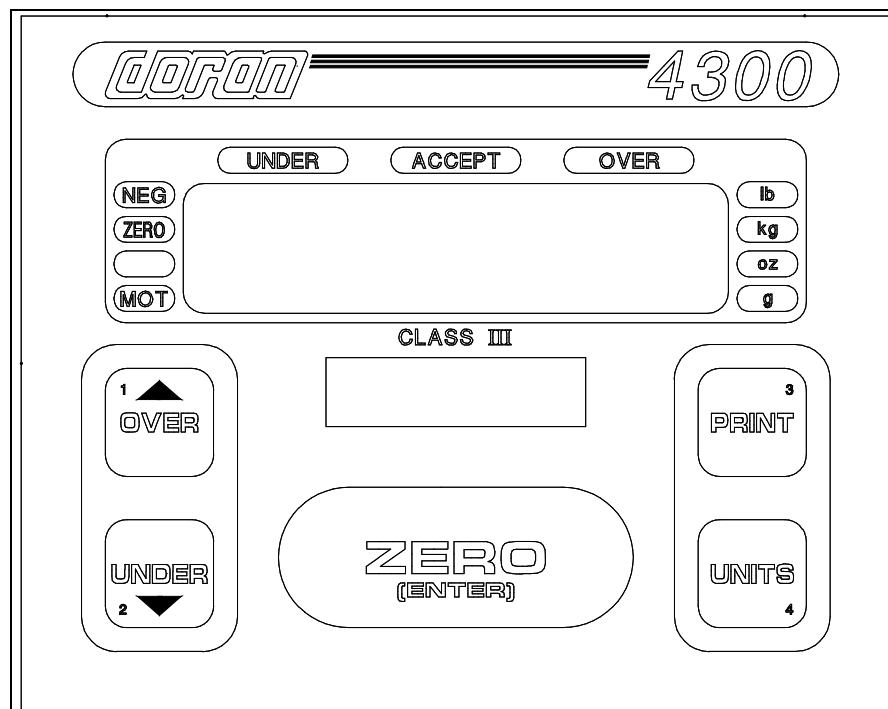 doran 4300
UNDER ACCEPT OVER
NEG lb
ZERO kg
oz
MOT g
CLASS III
1 3
OVER PRINT
ZERO
(ENTER)
UNDER UNITS
2 4